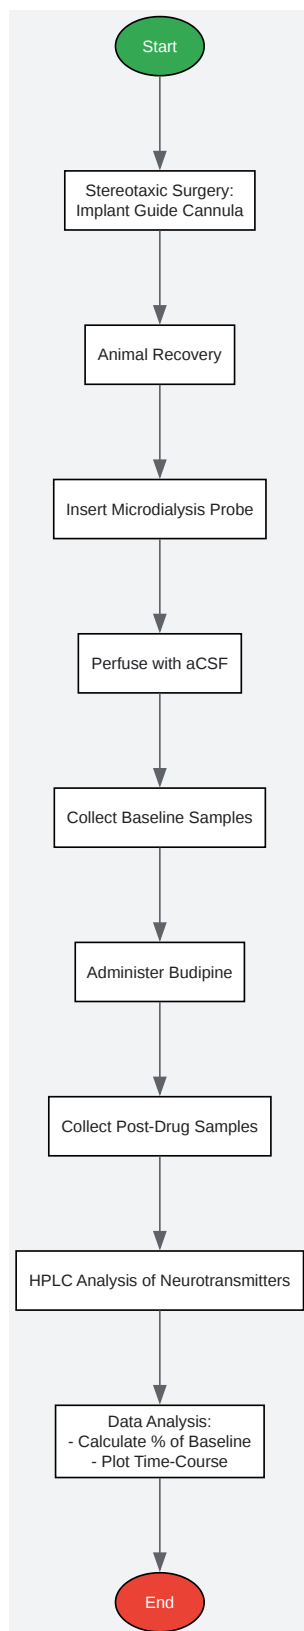 Start
Stereotaxic Surgery:
Implant Guide Cannula
Animal Recovery
Insert Microdialysis Probe
Perfuse with aCSF
Collect Baseline Samples
Administer Budipine
Collect Post-Drug Samples
HPLC Analysis of Neurotransmitters
Data Analysis:
- Calculate % of Baseline
- Plot Time-Course
End